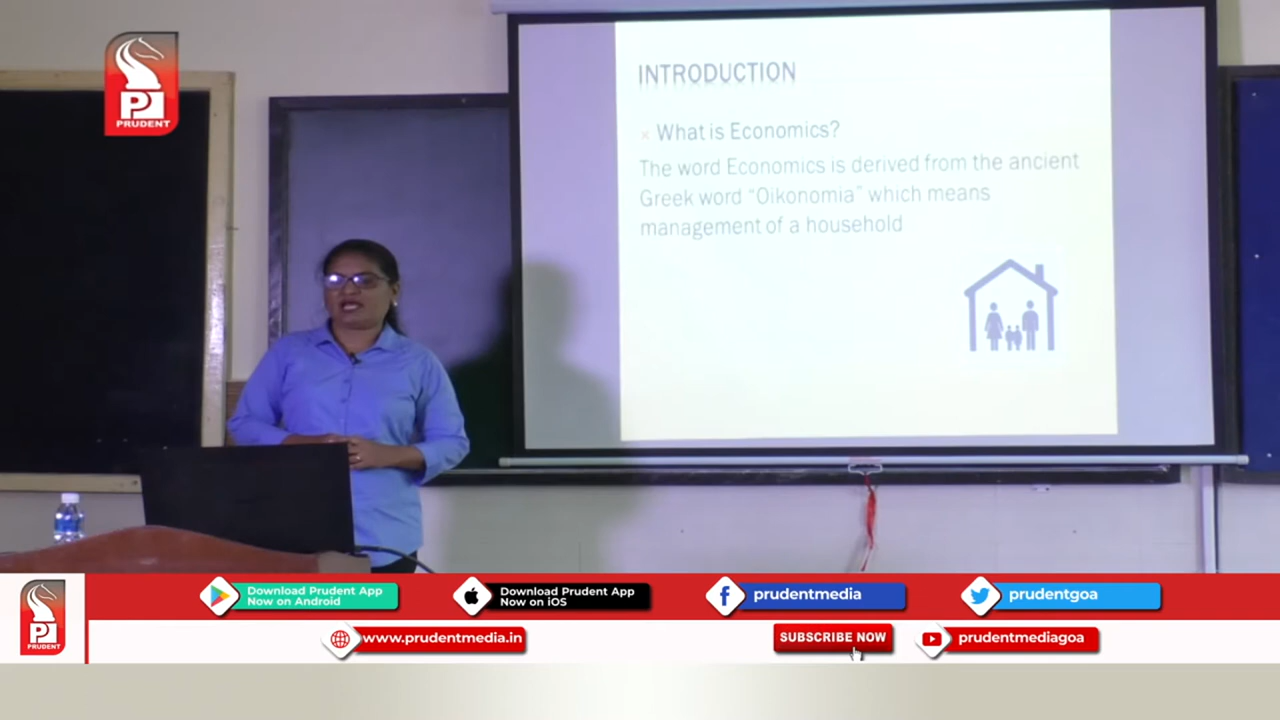 PRUDENT
INTRODUCTION
× What is Economics?
The word Economics is derived from the ancient
Greek word “Oikonomia” which means
management of a household
PRUDENT
Download Prudent App
Now on Android
Download Prudent App
Now on iOS
prudentmedia
prudentgoa
www.prudentmedia.in
SUBSCRIBE NOW
prudentmediagoa